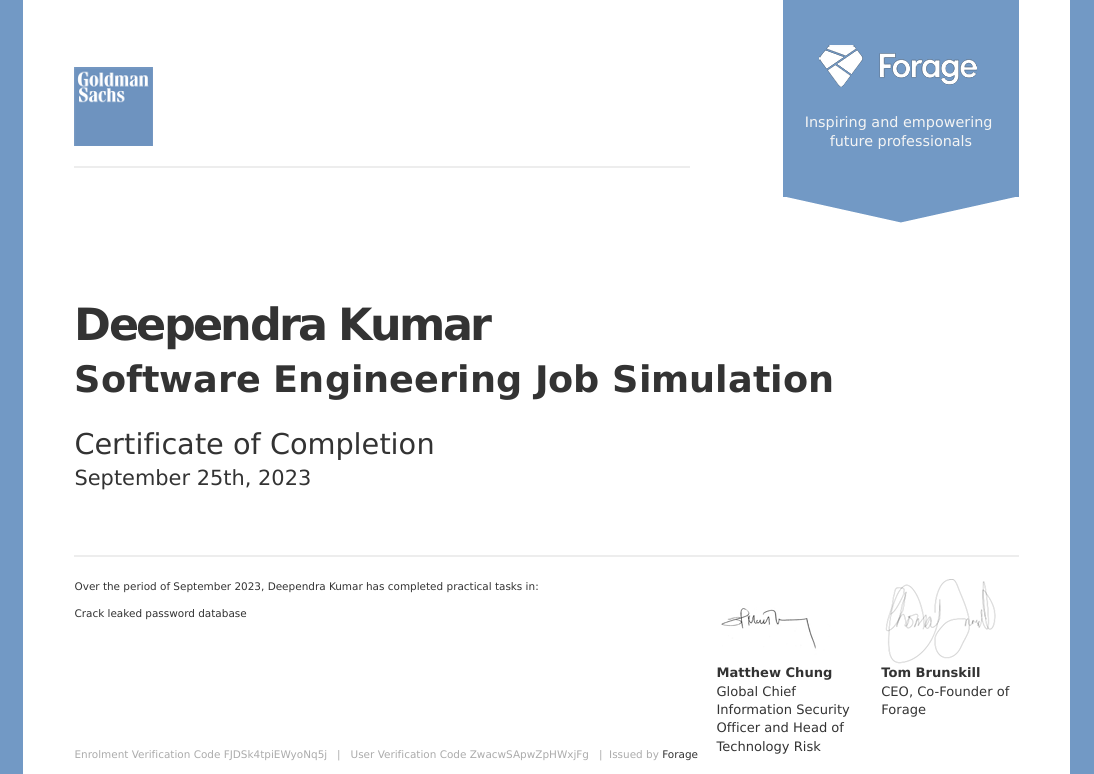 Goldman
Sachs
Forage
Inspiring and empowering
future professionals
Deependra Kumar
Software Engineering Job Simulation
Certificate of Completion
September 25th, 2023
Over the period of September 2023, Deependra Kumar has completed practical tasks in:
Crack leaked password database
Matthew Chung
Global Chief
Information Security
Officer and Head of
Technology Risk
Tom Brunskill
CEO, Co-Founder of
Forage
Enrolment Verification Code FJDSk4tpiEWyoNq5j | User Verification Code ZwacwSApwZpHWxjFg | Issued by Forage